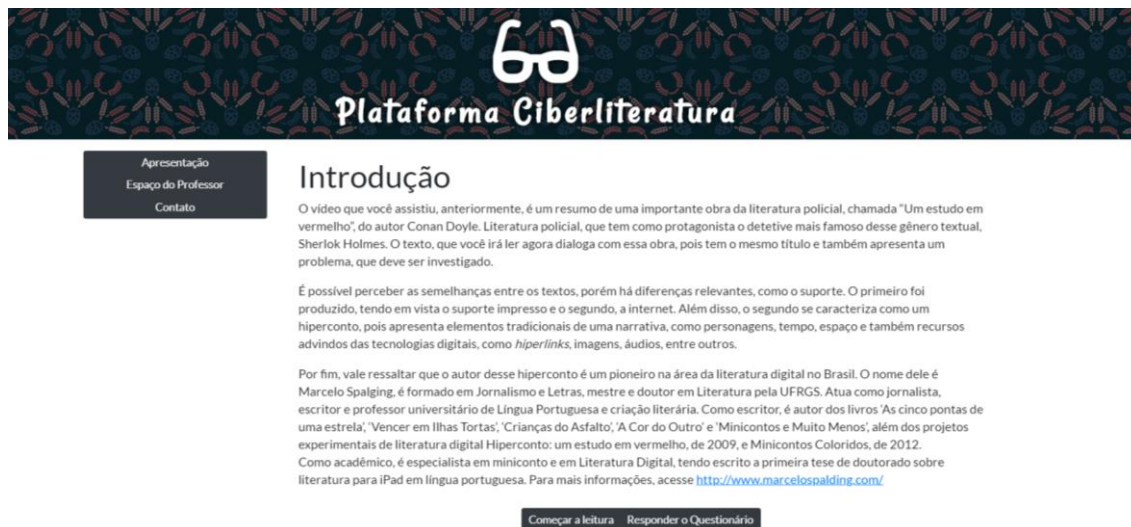 Plataforma Ciberliteratura
Apresentação
Espaço do Professor
Contato
Introdução
O vídeo que você assistiu, anteriormente, é um resumo de uma importante obra da literatura policial, chamada “Um estudo em
vermelho”, do autor Conan Doyle. Literatura policial, que tem como protagonista o detetive mais famoso desse gênero textual,
Sherlok Holmes. O texto, que você irá ler agora dialoga com essa obra, pois tem o mesmo título e também apresenta um
problema, que deve ser investigado.
É possível perceber as semelhanças entre os textos, porém há diferenças relevantes, como o suporte. O primeiro foi
produzido, tendo em vista o suporte impresso e o segundo, a internet. Além disso, o segundo se caracteriza como um
hiperconto, pois apresenta elementos tradicionais de uma narrativa, como personagens, tempo, espaço e também recursos
advindos das tecnologias digitais, como hiperlinks, imagens, áudios, entre outros.
Por fim, vale ressaltar que o autor desse hiperconto é um pioneiro na área da literatura digital no Brasil. O nome dele é
Marcelo Spalging, é formado em Jornalismo e Letras, mestre e doutor em Literatura pela UFRGS. Atua como jornalista,
escritor e professor universitário de Língua Portuguesa e criação literária. Como escritor, é autor dos livros ‘As cinco pontas de
uma estrela’, ‘Vencer em Ilhas Tortas’, ‘Crianças do Asfalto’, ‘A Cor do Outro’ e ‘Minicontos e Muito Menos’, além dos projetos
experimentais de literatura digital Hiperconto: um estudo em vermelho, de 2009, e Minicontos Coloridos, de 2012.
Como acadêmico, é especialista em miniconto e em Literatura Digital, tendo escrito a primeira tese de doutorado sobre
literatura para iPad em língua portuguesa. Para mais informações, acesse http://www.marcelospalding.com/
Começar a leitura Responder o Questionário